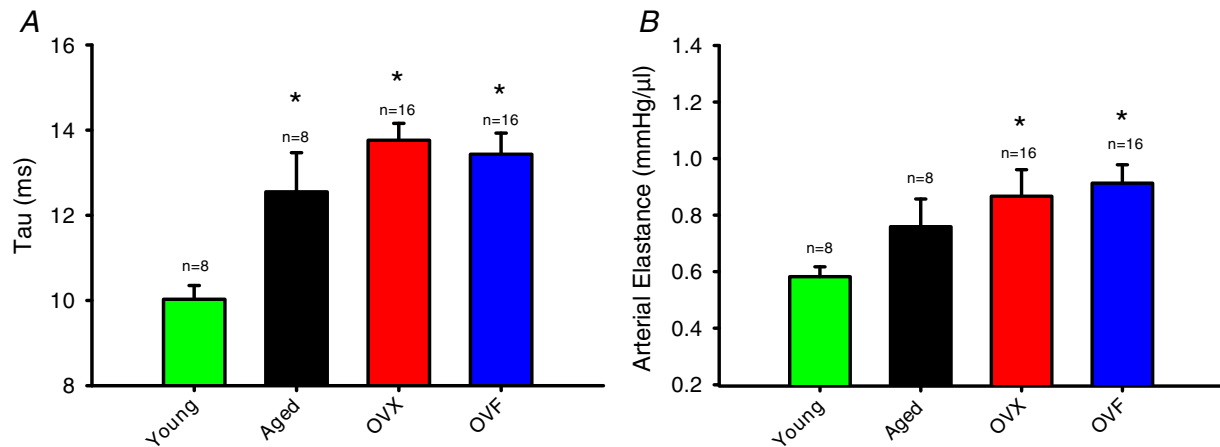 A
Tau (ms)
16
14
12
10
8
n=8
*
n=8
*
n=16
*
n=16
Young
Aged
OVX
OVF
B
Arterial Elastance (mmHg/µl)
1.4
1.2
1.0
0.8
0.6
0.4
0.2
n=8
n=8
*
n=16
*
n=16
Young
Aged
OVX
OVF